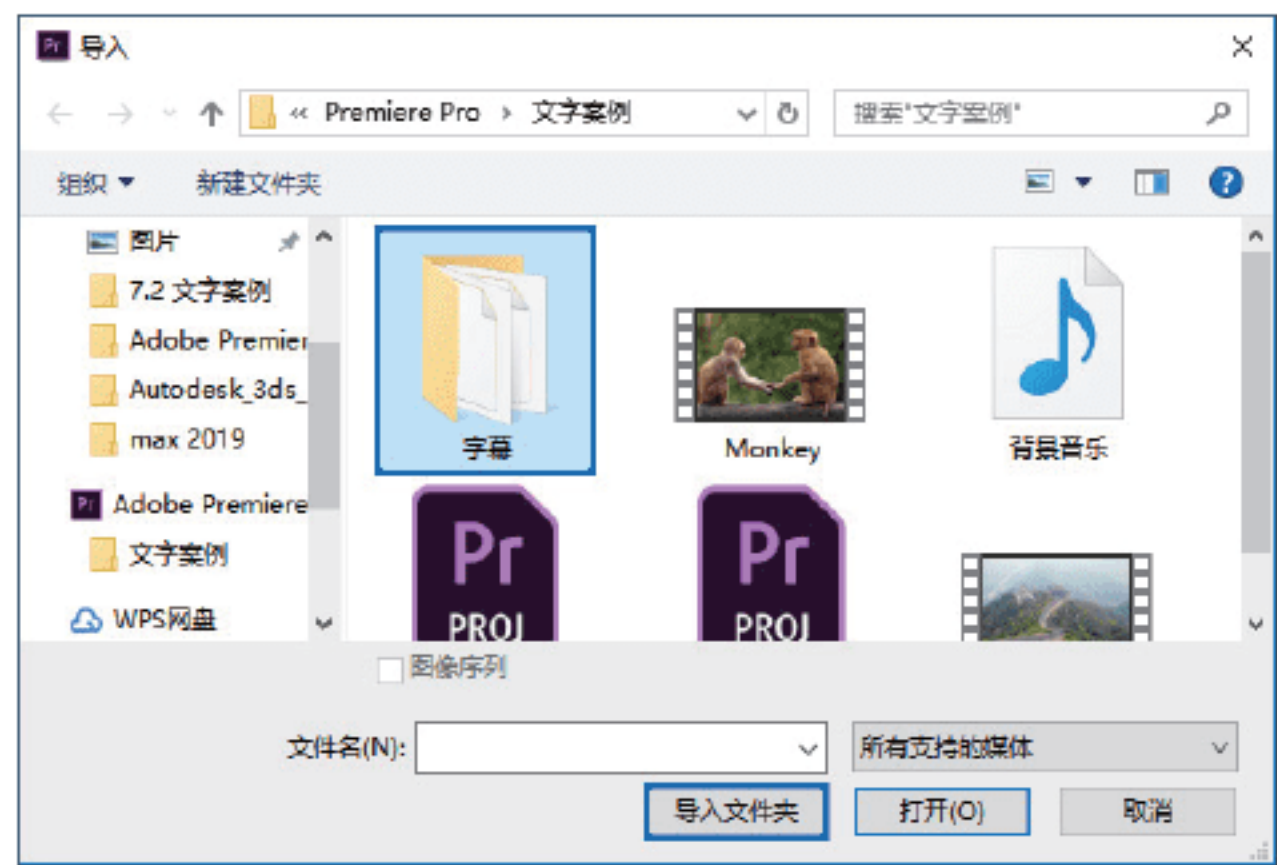 Pr 导入
« Premiere Pro › 文字案例
搜索"文字案例"
组织
新建文件夹
图片
7.2 文字案例
Adobe Premier
Autodesk_3ds_
max 2019
Pr Adobe Premiere
文字案例
WPS网盘
字幕
Monkey
背景音乐
Pr
PROJ
Pr
PROJ
图像序列
文件名(N):
所有支持的媒体
导入文件夹
打开(O)
取消